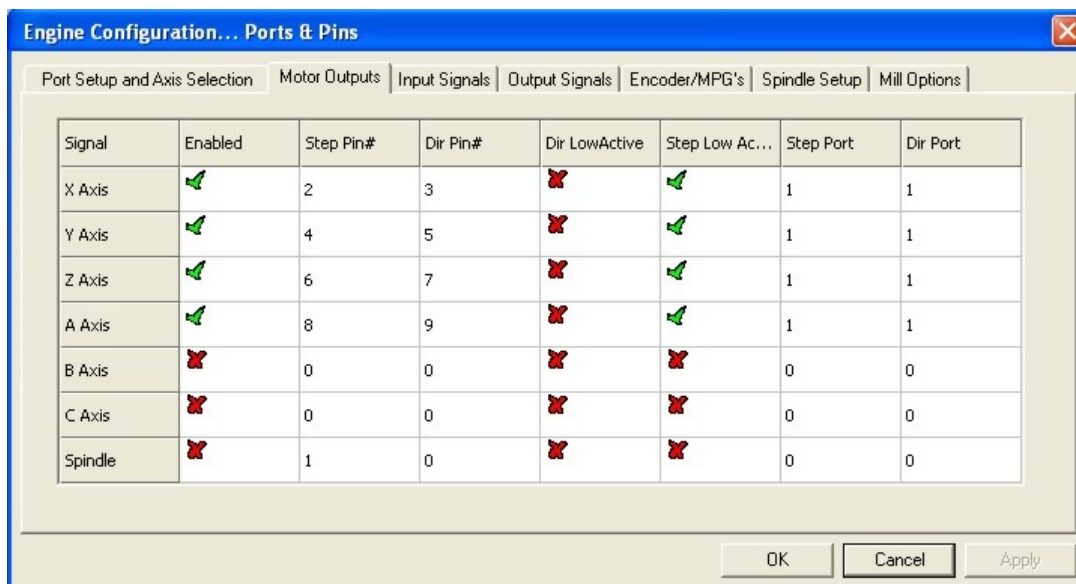 Engine Configuration... Ports & Pins
Port Setup and Axis Selection Motor Outputs Input Signals Output Signals Encoder/MPG's Spindle Setup Mill Options
Signal Enabled Step Pin# Dir Pin# Dir LowActive Step Low Ac... Step Port Dir Port
X Axis 2 3 1 1
Y Axis 4 5 1 1
Z Axis 6 7 1 1
A Axis 8 9 1 1
B Axis 0 0 0 0
C Axis 0 0 0 0
Spindle 1 0 0 0
OK Cancel Apply